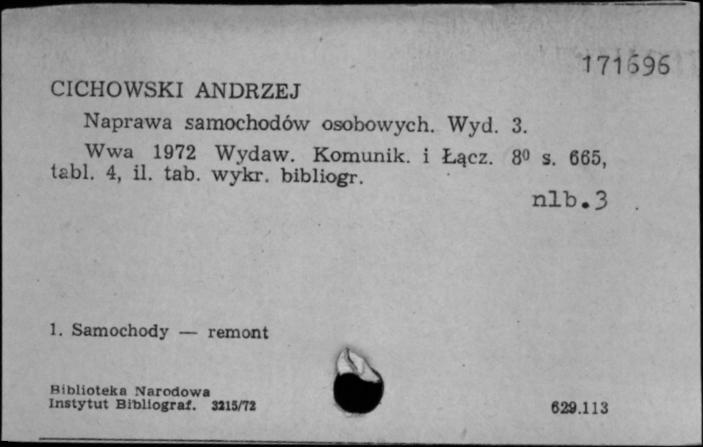 171696
CICHOWSKI ANDRZEJ
Naprawa samochodów osobowych. Wyd. 3.
Wwa 1972 Wydaw. Komunik. i Łącz. 8⁰ s. 665,
tabl. 4, il. tab. wykr. bibliogr.
nlb.3
1. Samochody — remont
Biblioteka Narodowa
Instytut Bibliograf. 3215/72
629.113